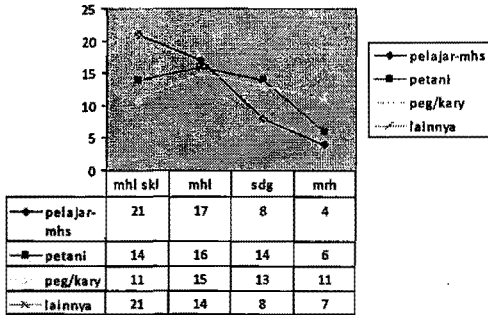 25
20
15
10
5
0
pelajar-mhs
petani
peg/kary
lainnya
mhl skl mhl sdg mrh
pelajar-
mhs 21 17 8 4
petani 14 16 14 6
peg/kary 11 15 13 11
lainnya 21 14 8 7